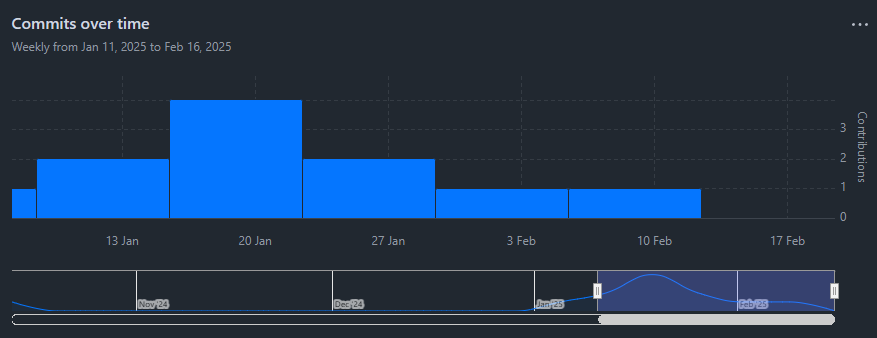 Commits over time
Weekly from Jan 11, 2025 to Feb 16, 2025
3
2
1
0
Contributions
13 Jan
20 Jan
27 Jan
3 Feb
10 Feb
17 Feb
Nov '24
Dec '24
Jan '25
Feb '25